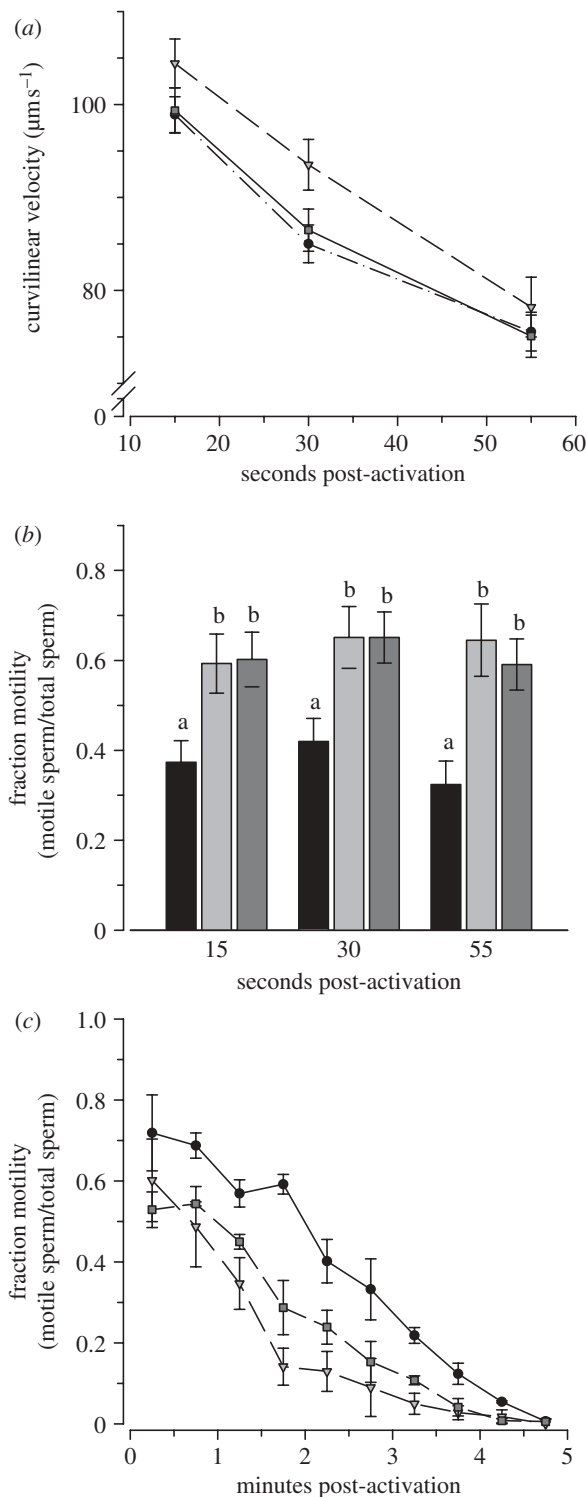 (a)
curvilinear velocity (μm s−1)
100
80
0
10 20 30 40 50 60
seconds post-activation
(b)
fraction motility
(motile sperm/total sperm)
0.8
0.6
0.4
0.2
0
a b b a b b a b b
15 30 55
seconds post-activation
(c)
fraction motility
(motile sperm/total sperm)
1.0
0.8
0.6
0.4
0.2
0
0 1 2 3 4 5
minutes post-activation